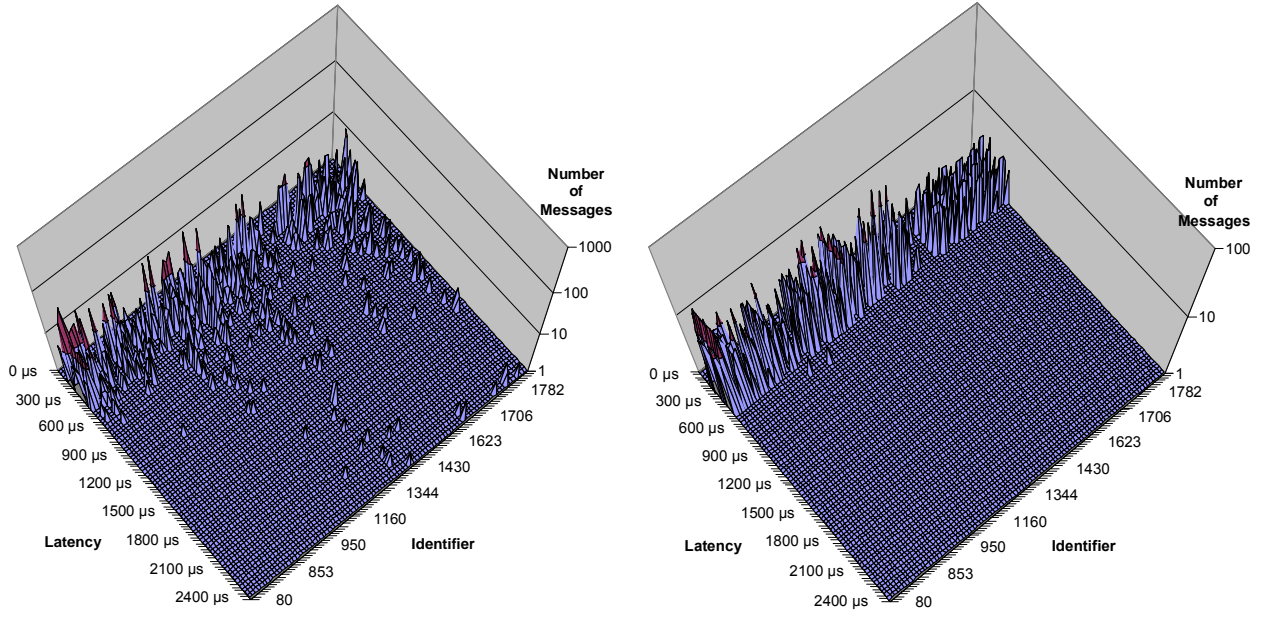 Number
of
Messages
1000
100
10
1
0 µs
300 µs
600 µs
900 µs
1200 µs
1500 µs
1800 µs
2100 µs
2400 µs
Latency
1782
1706
1623
1430
1344
1160
950
853
80
Identifier
Number
of
Messages
100
10
1
0 µs
300 µs
600 µs
900 µs
1200 µs
1500 µs
1800 µs
2100 µs
2400 µs
Latency
1782
1706
1623
1430
1344
1160
950
853
80
Identifier